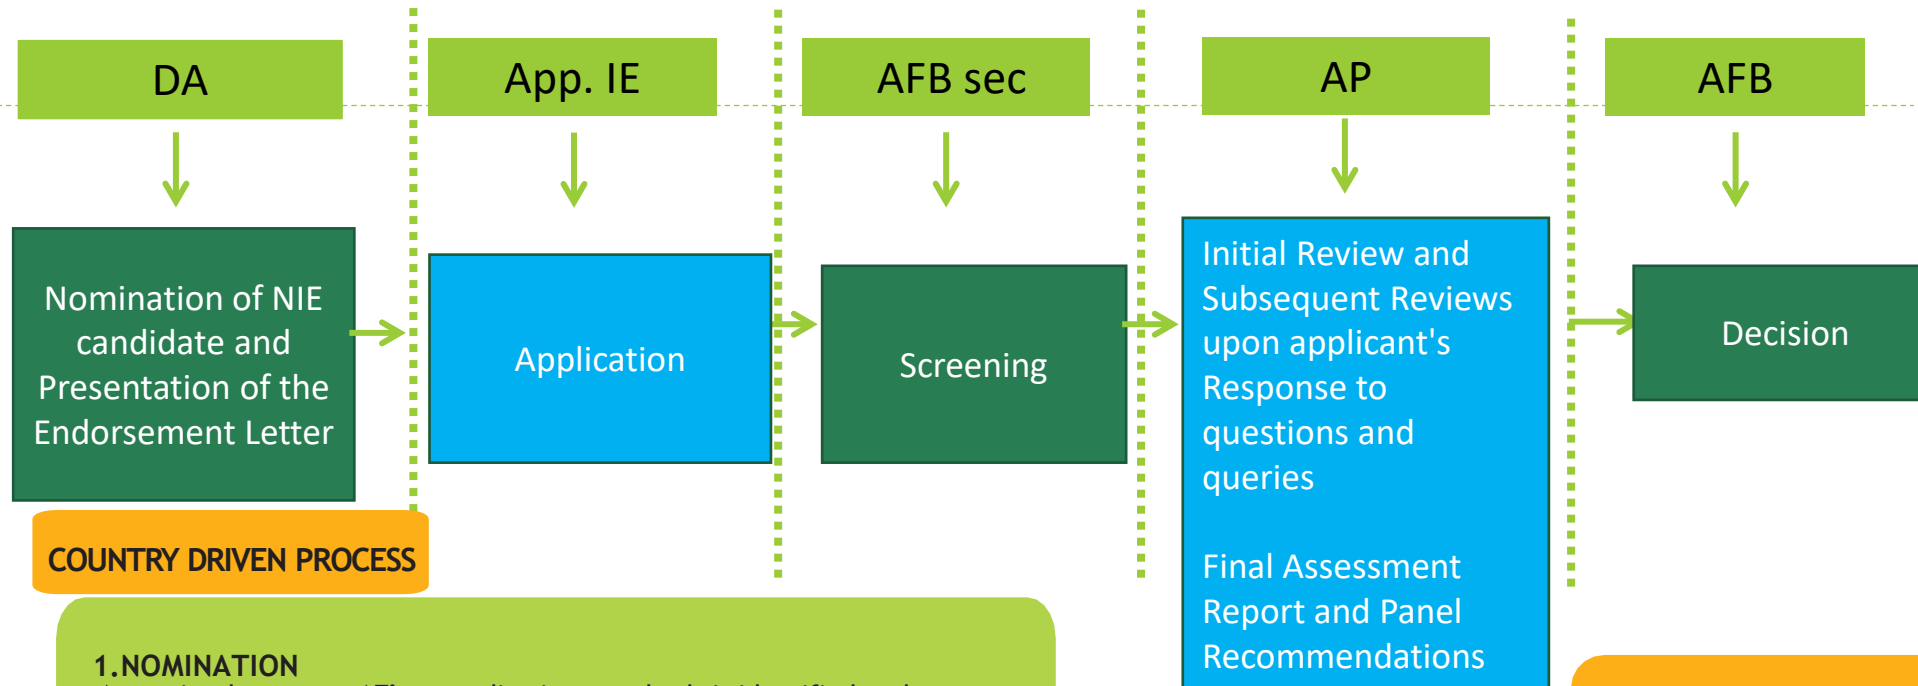 DA
App. IE
AFB sec
AP
AFB
Nomination of NIE
candidate and
Presentation of the
Endorsement Letter
Application
Screening
Initial Review and
Subsequent Reviews
upon applicant's
Response to
questions and
queries
Final Assessment
Report and Panel
Recommendations
Decision
COUNTRY DRIVEN PROCESS
1.NOMINATION